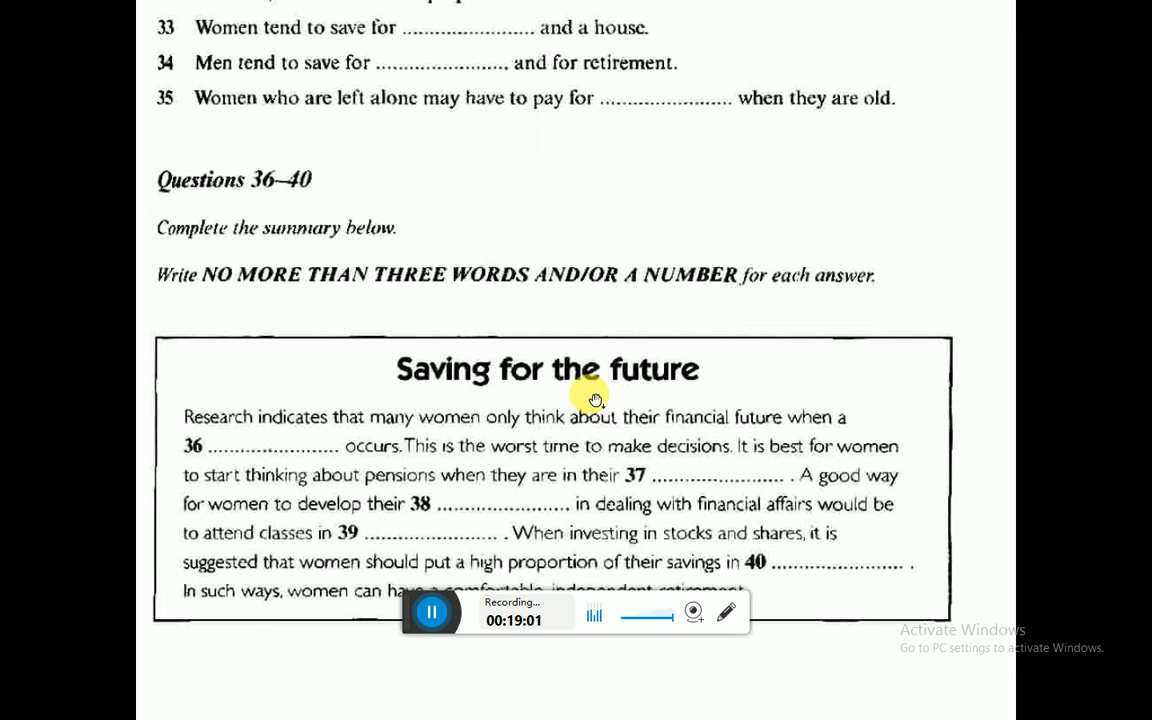 33 Women tend to save for ........................ and a house.
34 Men tend to save for ........................ and for retirement.
35 Women who are left alone may have to pay for ........................ when they are old.
Questions 36–40
Complete the summary below.
Write NO MORE THAN THREE WORDS AND/OR A NUMBER for each answer.
Saving for the future
Research indicates that many women only think about their financial future when a
36 ........................ occurs. This is the worst time to make decisions. It is best for women
to start thinking about pensions when they are in their 37 ........................ . A good way
for women to develop their 38 ........................ in dealing with financial affairs would be
to attend classes in 39 ........................ . When investing in stocks and shares, it is
suggested that women should put a high proportion of their savings in 40 ........................ .
In such ways, women can have a comfortable, independent retirement.
Recording...
00:19:01
Activate Windows
Go to PC settings to activate Windows.